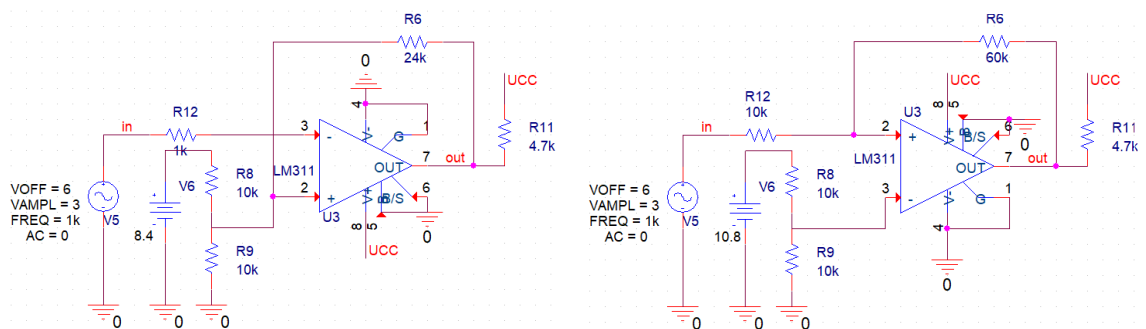 R6
24k
0
UCC
4
1
R12
V-
G
in
3
-
R11
1k
7
out
4.7k
OUT
R8
LM311
V6
10k
2
+
V+
B
B/S
6
VOFF = 6
VAMPL = 3
FREQ = 1k
AC = 0
V5
U3
8
5
0
8.4
R9
10k
UCC
0
0
0
R6
60k
UCC
UCC
R12
10k
U3
8
5
in
2
+
V+
B
B/S
6
0
R11
4.7k
LM311
7
out
OUT
R8
V6
10k
3
-
V-
G
1
VOFF = 6
VAMPL = 3
FREQ = 1k
AC = 0
V5
10.8
R9
10k
4
0
0
0
0